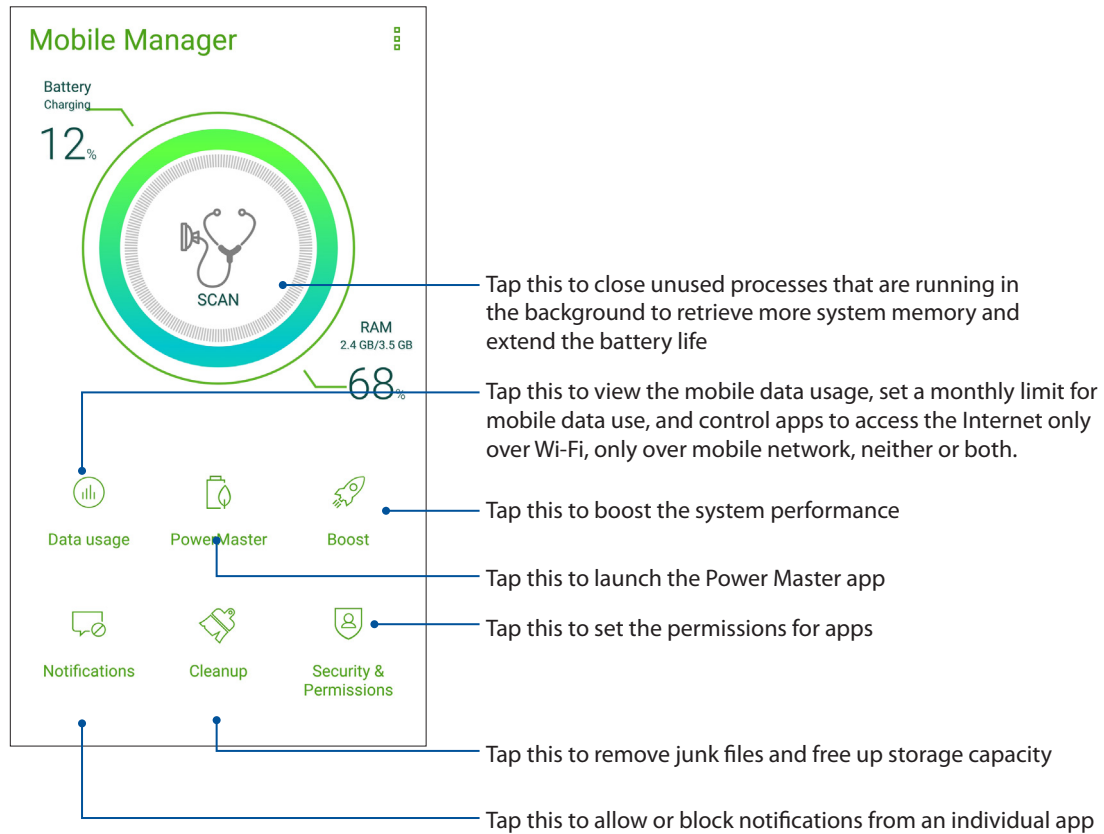 Mobile Manager
Battery
Charging
12%
SCAN
RAM
2.4 GB/3.5 GB
68%
Tap this to close unused processes that are running in
the background to retrieve more system memory and
extend the battery life
Tap this to view the mobile data usage, set a monthly limit for
mobile data use, and control apps to access the Internet only
over Wi-Fi, only over mobile network, neither or both.
Data usage
PowerMaster
Boost
Tap this to boost the system performance
Tap this to launch the Power Master app
Tap this to set the permissions for apps
Notifications
Cleanup
Security &
Permissions
Tap this to remove junk files and free up storage capacity
Tap this to allow or block notifications from an individual app